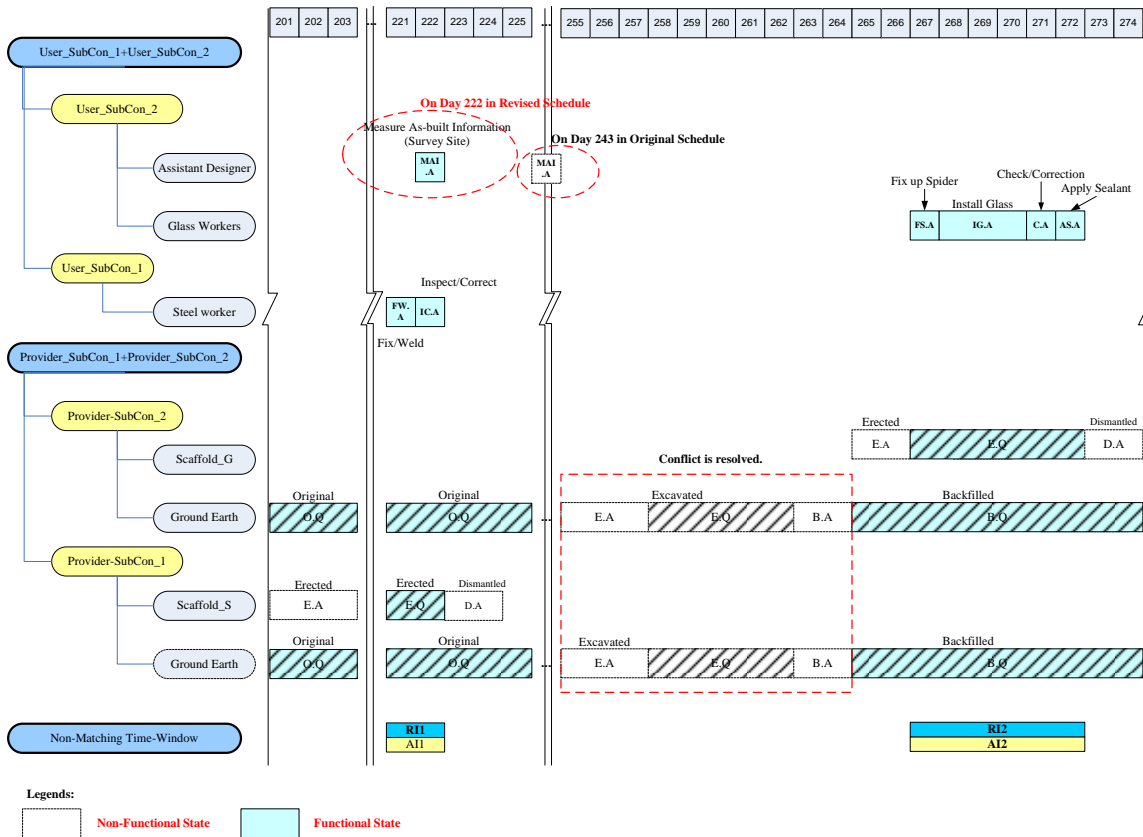 201 202 203 ... 221 222 223 224 225 ... 255 256 257 258 259 260 261 262 263 264 265 266 267 268 269 270 271 272 273 274
User_SubCon_1+User_SubCon_2
User_SubCon_2
On Day 222 in Revised Schedule
Measure As-built Information
(Survey Site)
On Day 243 in Original Schedule
Assistant Designer
MAI
.A
MAI
.A
Check/Correction
Fix up Spider
Apply Sealant
Install Glass
Glass Workers
FS.A IG.A C.A AS.A
User_SubCon_1
Inspect/Correct
Steel worker
FW.
A
IC.A
Fix/Weld
Provider_SubCon_1+Provider_SubCon_2
Provider-SubCon_2
Erected
Dismantled
Scaffold_G
E.A E.Q D.A
Conflict is resolved.
Original Original Excavated Backfilled
Ground Earth
O.Q O.Q ... E.A E.Q B.A B.Q
Provider-SubCon_1
Erected Erected Dismantled
Scaffold_S
E.A E.Q D.A
Original Original Excavated Backfilled
Ground Earth
O.Q O.Q ... E.A E.Q B.A B.Q
Non-Matching Time-Window
RI1 RI2
AI1 AI2
Legends:
Non-Functional State
Functional State